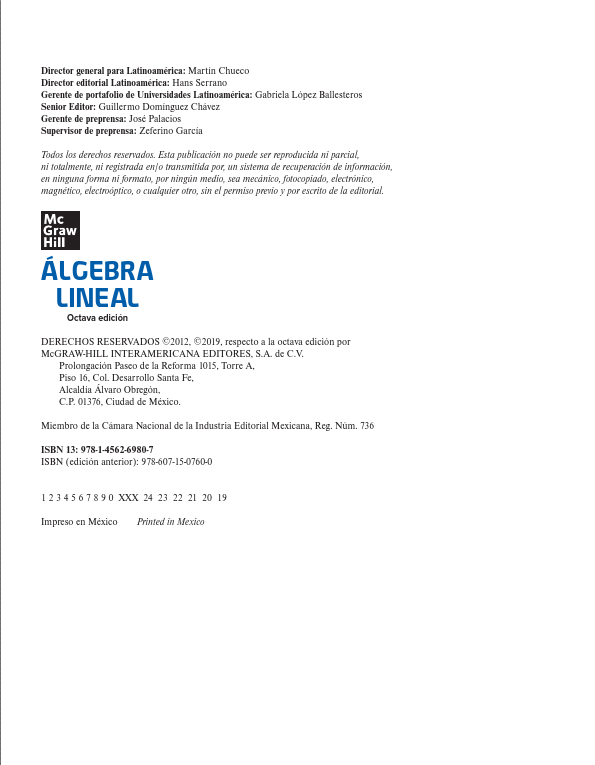 Director general para Latinoamérica: Martín Chueco
Director editorial Latinoamérica: Hans Serrano
Gerente de portafolio de Universidades Latinoamérica: Gabriela López Ballesteros
Senior Editor: Guillermo Domínguez Chávez
Gerente de preprensa: José Palacios
Supervisor de preprensa: Zeferino García
Todos los derechos reservados. Esta publicación no puede ser reproducida ni parcial,
ni totalmente, ni registrada en/o transmitida por, un sistema de recuperación de información,
en ninguna forma ni formato, por ningún medio, sea mecánico, fotocopiado, electrónico,
magnético, electroóptico, o cualquier otro, sin el permiso previo y por escrito de la editorial.
Mc
Graw
Hill
ÁLGEBRA
LINEAL
Octava edición
DERECHOS RESERVADOS ©2012, ©2019, respecto a la octava edición por
McGRAW-HILL INTERAMERICANA EDITORES, S.A. de C.V.
Prolongación Paseo de la Reforma 1015, Torre A,
Piso 16, Col. Desarrollo Santa Fe,
Alcaldía Álvaro Obregón,
C.P. 01376, Ciudad de México.
Miembro de la Cámara Nacional de la Industria Editorial Mexicana, Reg. Núm. 736
ISBN 13: 978-1-4562-6980-7
ISBN (edición anterior): 978-607-15-0760-0
1 2 3 4 5 6 7 8 9 0 XXX 24 23 22 21 20 19
Impreso en México Printed in Mexico